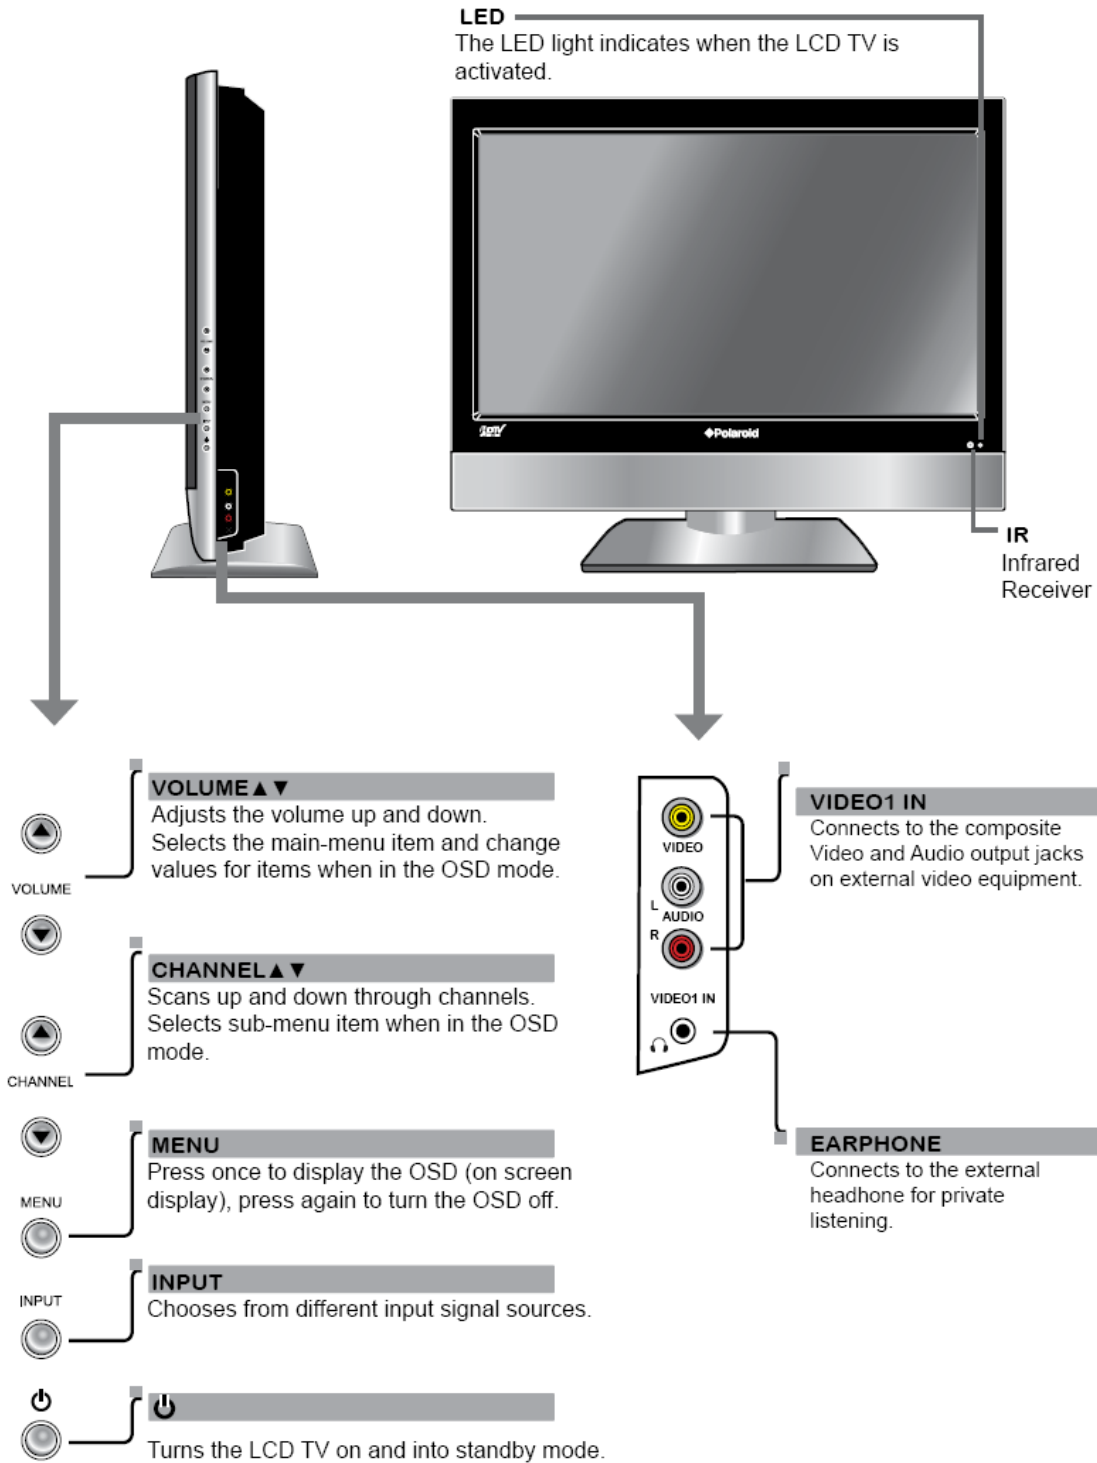 LED
The LED light indicates when the LCD TV is
activated.
Polaroid
IR
Infrared
Receiver
VOLUME▲▼
Adjusts the volume up and down.
Selects the main-menu item and change
values for items when in the OSD mode.
VOLUME
CHANNEL▲▼
Scans up and down through channels.
Selects sub-menu item when in the OSD
mode.
CHANNEL
MENU
Press once to display the OSD (on screen
display), press again to turn the OSD off.
MENU
INPUT
Chooses from different input signal sources.
INPUT
Turns the LCD TV on and into standby mode.
VIDEO
L
AUDIO
R
VIDEO1 IN
VIDEO1 IN
Connects to the composite
Video and Audio output jacks
on external video equipment.
EARPHONE
Connects to the external
headhone for private
listening.